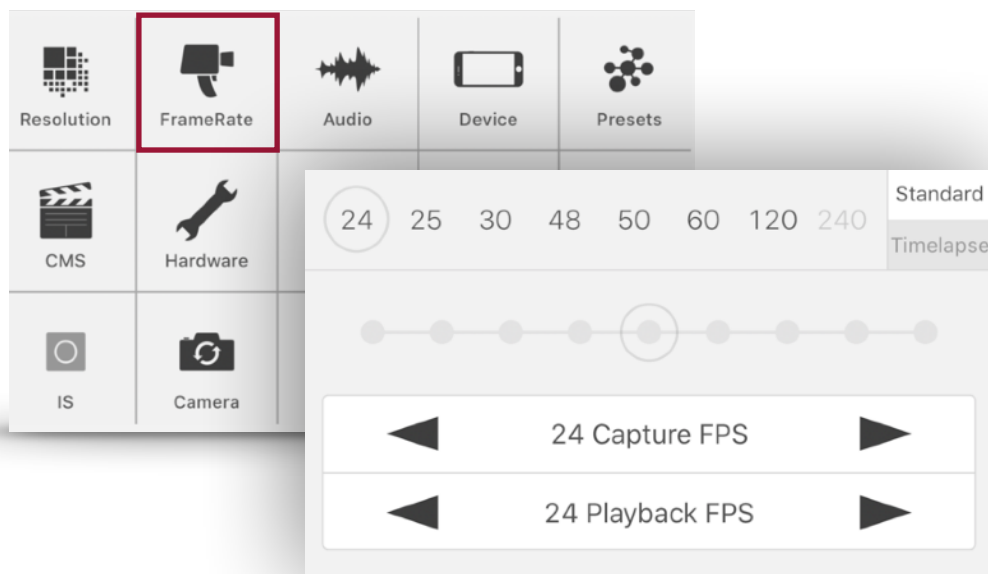 Resolution
FrameRate
Audio
Device
Presets
CMS
Hardware
IS
Camera
24 25 30 48 50 60 120 240
Standard
Timelapse
24 Capture FPS
24 Playback FPS